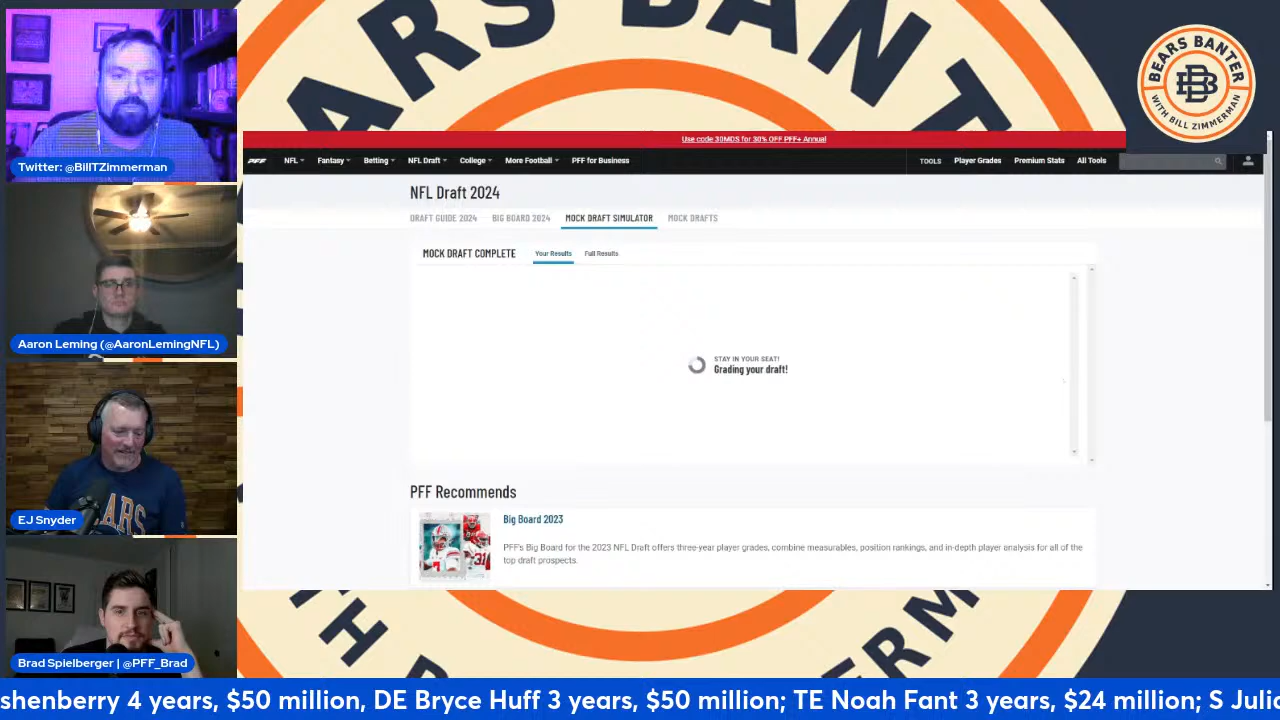 Twitter: @BillTZimmerman
Aaron Leming (@AaronLemingNFL)
EJ Snyder
BEARS
Brad Spielberger | @PFF_Brad
BEARS BANTER
BEARS BANTER
WITH BILL ZIMMERMAN
BB
Use code 30MDS for 30% OFF PFF+ Annual
PFF NFL Fantasy Betting NFL Draft College More Football PFF for Business TOOLS Player Grades Premium Stats All Tools
NFL Draft 2024
DRAFT GUIDE 2024 BIG BOARD 2024 MOCK DRAFT SIMULATOR MOCK DRAFTS
MOCK DRAFT COMPLETE Your Results Full Results
STAY IN YOUR SEAT!
Grading your draft!
PFF Recommends
Big Board 2023
PFF's Big Board for the 2023 NFL Draft offers three-year player grades, combine measurables, position rankings, and in-depth player analysis for all of the
top draft prospects.
shenberry 4 years, $50 million, DE Bryce Huff 3 years, $50 million; TE Noah Fant 3 years, $24 million; S Julia